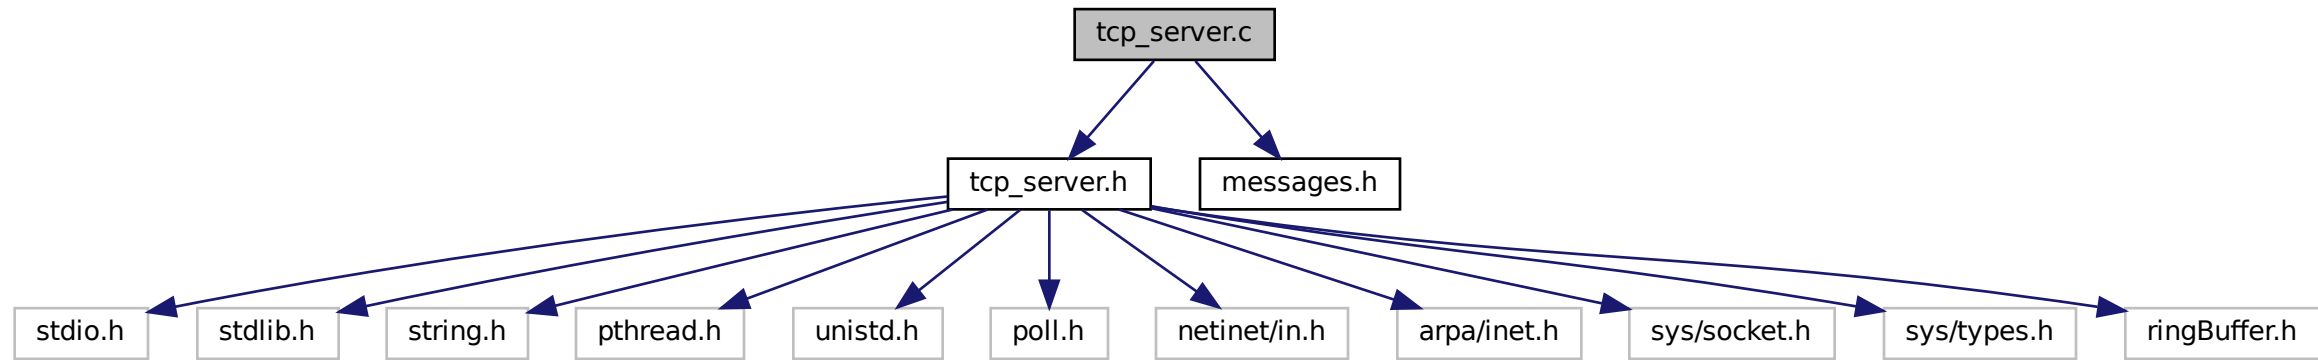 tcp_server.c
tcp_server.h
messages.h
stdio.h
stdlib.h
string.h
pthread.h
unistd.h
poll.h
netinet/in.h
arpa/inet.h
sys/socket.h
sys/types.h
ringBuffer.h